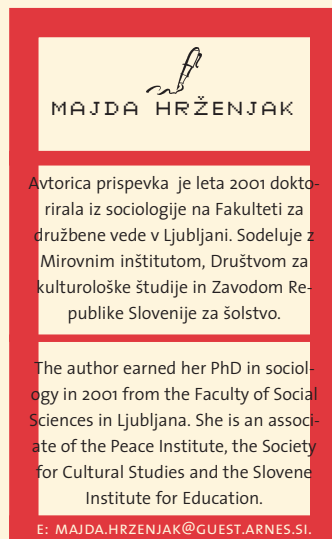 MAJDA HRŽENJAK
Avtorica prispevka je leta 2001 dokto-
rirala iz sociologije na Fakulteti za
družbene vede v Ljubljani. Sodeluje z
Mirovnim inštitutom, Društvom za
kulturološke študije in Zavodom Re-
publike Slovenije za šolstvo.
The author earned her PhD in sociol-
ogy in 2001 from the Faculty of Social
Sciences in Ljubljana. She is an associ-
ate of the Peace Institute, the Society
for Cultural Studies and the Slovene
Institute for Education.
E: MAJDA.HRZENJAK@GUEST.ARNES.SI.